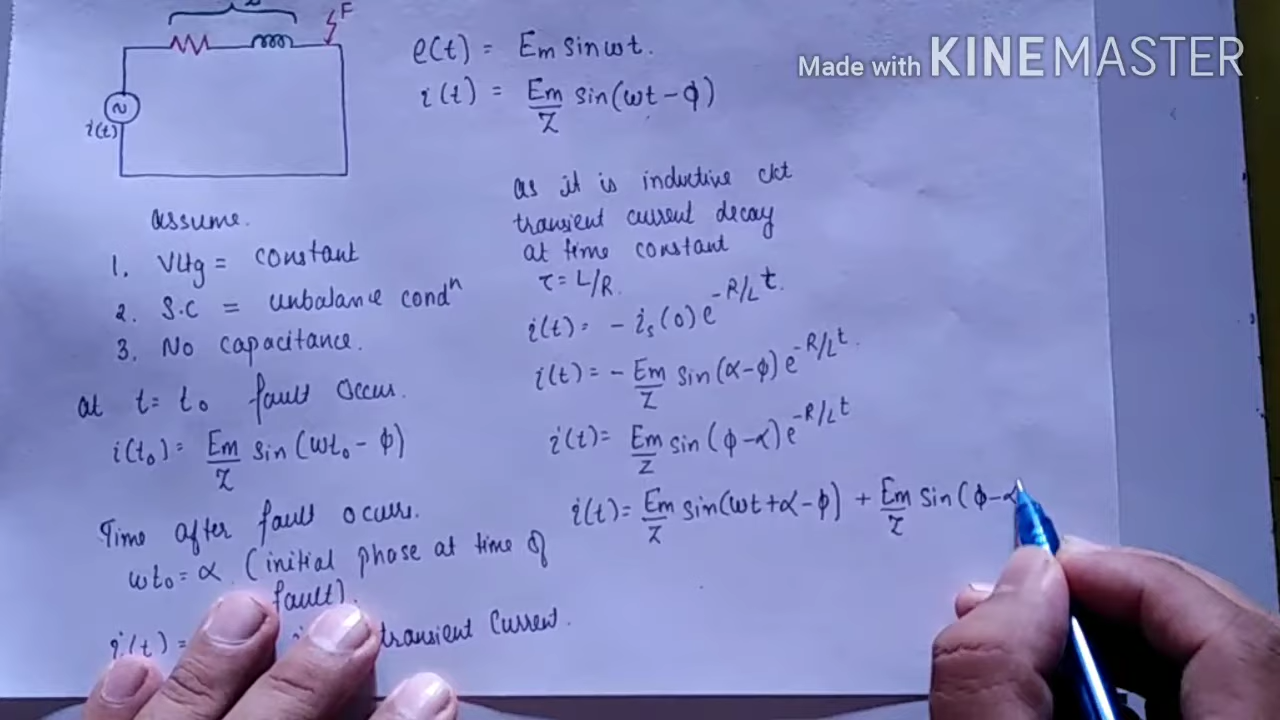 F
i(t)
e(t) = Em sinωt.
i(t) = Em/Z sin(ωt - ϕ)
Made with KINEMASTER
assume.
1. Vltg = constant
2. S.C = unbalance condⁿ
3. No capacitance.
at t = t₀ fault occur.
i(t₀) = Em/Z sin(ωt₀ - ϕ)
Time after fault occurs.
ωt₀ = α (initial phase at time of
fault).
i(t) = transient current.
as it is inductive ckt
transient current decay
at time constant
τ = L/R.
i(t) = - iₛ(0) e^-R/L t.
i(t) = - Em/Z sin(α-ϕ) e^-R/L t.
i(t) = Em/Z sin(ϕ-α) e^-R/L t
i(t) = Em/Z sin(ωt+α-ϕ) + Em/Z sin(ϕ-α